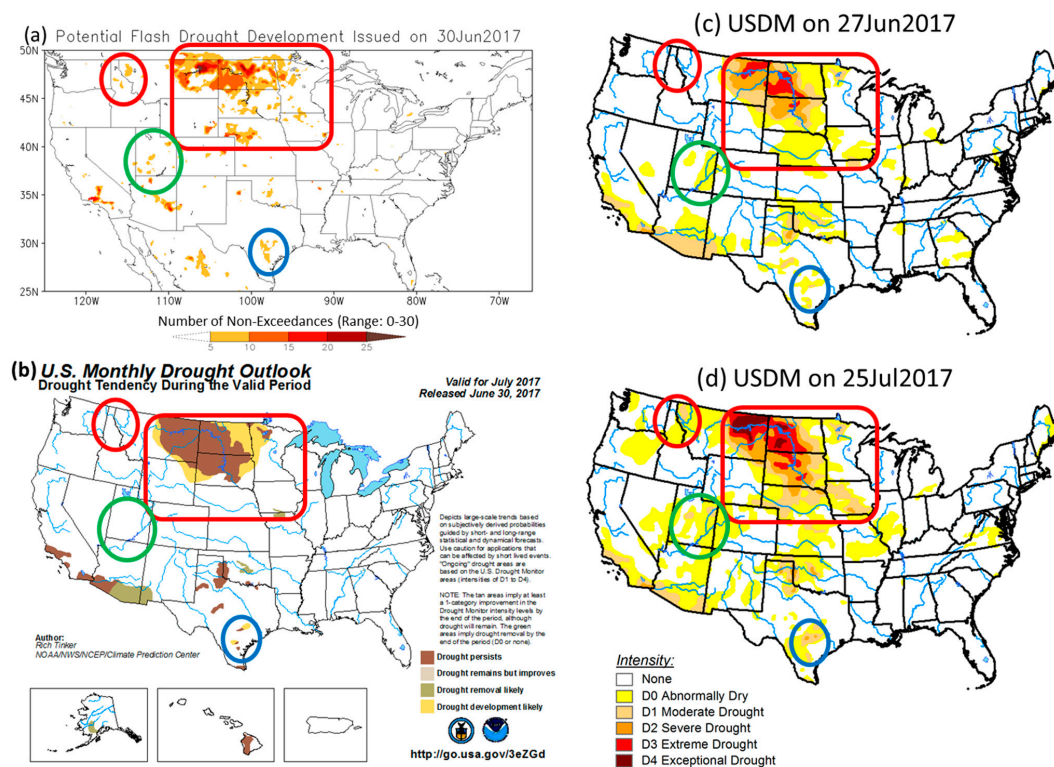 (a) Potential Flash Drought Development Issued on 30Jun2017
50N
45N
40N
35N
30N
25N
120W 110W 100W 90W 80W 70W
Number of Non-Exceedances (Range: 0-30)
5 10 15 20 25
(b) U.S. Monthly Drought Outlook
Drought Tendency During the Valid Period
Valid for July 2017
Released June 30, 2017
Depicts large-scale trends based
on subjectively derived probabilities
guided by short- and long-range
statistical and dynamical forecasts.
Use caution for applications that
can be affected by short lived events.
"Ongoing" drought areas are
based on the U.S. Drought Monitor
areas (intensities of D1 to D4).
NOTE: The tan areas imply at least
a 1-category improvement in the
Drought Monitor intensity levels by
the end of the period, although
drought will remain. The green
areas imply drought removal by the
end of the period (D0 or none).
Author:
Rich Tinker
NOAA/NWS/NCEP/Climate Prediction Center
Drought persists
Drought remains but improves
Drought removal likely
Drought development likely
http://go.usa.gov/3eZGd
(c) USDM on 27Jun2017
(d) USDM on 25Jul2017
Intensity:
None
D0 Abnormally Dry
D1 Moderate Drought
D2 Severe Drought
D3 Extreme Drought
D4 Exceptional Drought